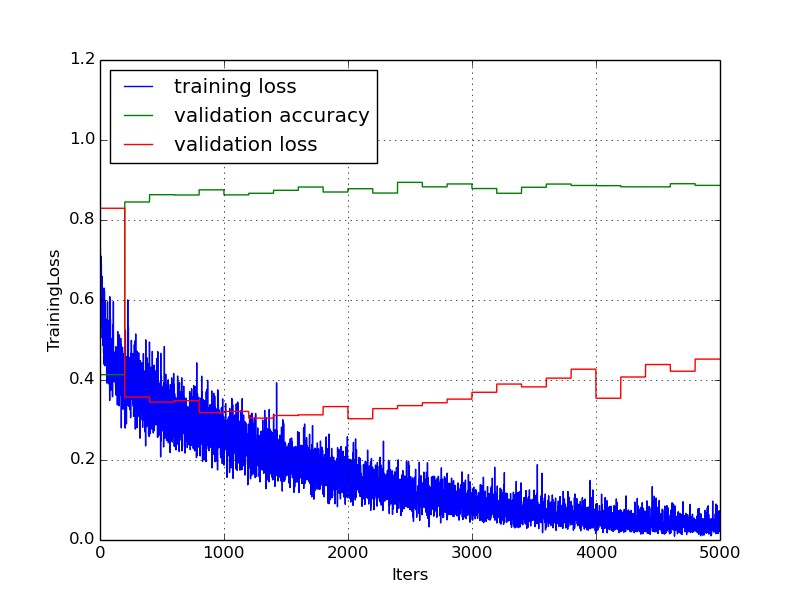 training loss
validation accuracy
validation loss
TrainingLoss
1.2
1.0
0.8
0.6
0.4
0.2
0.0
0 1000 2000 3000 4000 5000
Iters